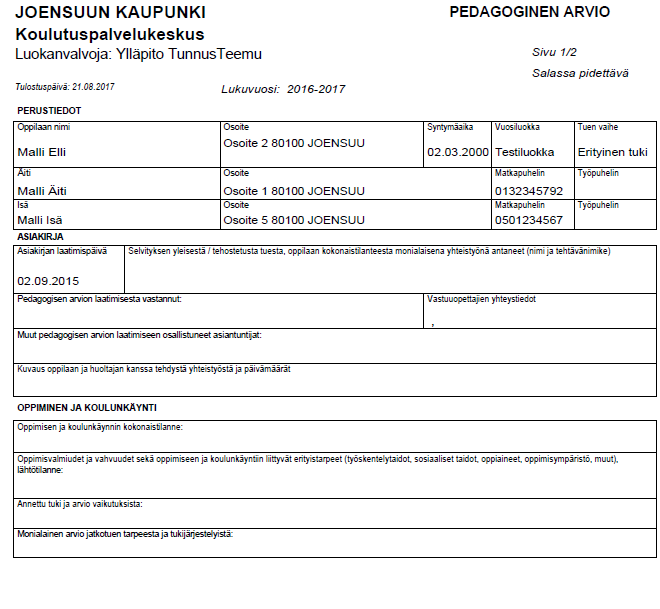 JOENSUUN KAUPUNKI
PEDAGOGINEN ARVIO
Koulutuspalvelukeskus
Luokanvalvoja: Ylläpito TunnusTeemu
Sivu 1/2
Salassa pidettävä
Tulostuspäivä: 21.08.2017
Lukuvuosi: 2016-2017
PERUSTIEDOT
Oppilaan nimi Osoite Syntymäaika Vuosiluokka Tuen vaihe
Malli Elli Osoite 2 80100 JOENSUU 02.03.2000 Testiluokka Erityinen tuki
Äiti Osoite Matkapuhelin Työpuhelin
Malli Äiti Osoite 1 80100 JOENSUU 0132345792
Isä Osoite Matkapuhelin Työpuhelin
Malli Isä Osoite 5 80100 JOENSUU 0501234567
ASIAKIRJA
Asiakirjan laatimispäivä Selvityksen yleisestä / tehostetusta tuesta, oppilaan kokonaistilanteesta monialaisena yhteistyönä antaneet (nimi ja tehtävänimike)
02.09.2015
Pedagogisen arvion laatimisesta vastannut: Vastuuopettajien yhteystiedot
,
Muut pedagogisen arvion laatimiseen osallistuneet asiantuntijat:
Kuvaus oppilaan ja huoltajan kanssa tehdystä yhteistyöstä ja päivämäärät
OPPIMINEN JA KOULUNKÄYNTI
Oppimisen ja koulunkäynnin kokonaistilanne:
Oppimisvalmiudet ja vahvuudet sekä oppimiseen ja koulunkäyntiin liittyvät erityistarpeet (työskentelytaidot, sosiaaliset taidot, oppiaineet, oppimisympäristö, muut),
lähtötilanne:
Annettu tuki ja arvio vaikutuksista:
Monialainen arvio jatkotuen tarpeesta ja tukijärjestelyistä: